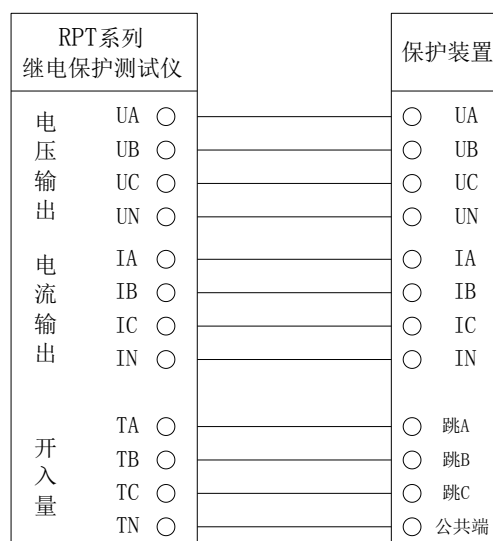 RPT系列
继电保护测试仪
保护装置
电压输出
UA
UB
UC
UN
UA
UB
UC
UN
电流输出
IA
IB
IC
IN
IA
IB
IC
IN
开入量
TA
TB
TC
TN
跳A
跳B
跳C
公共端